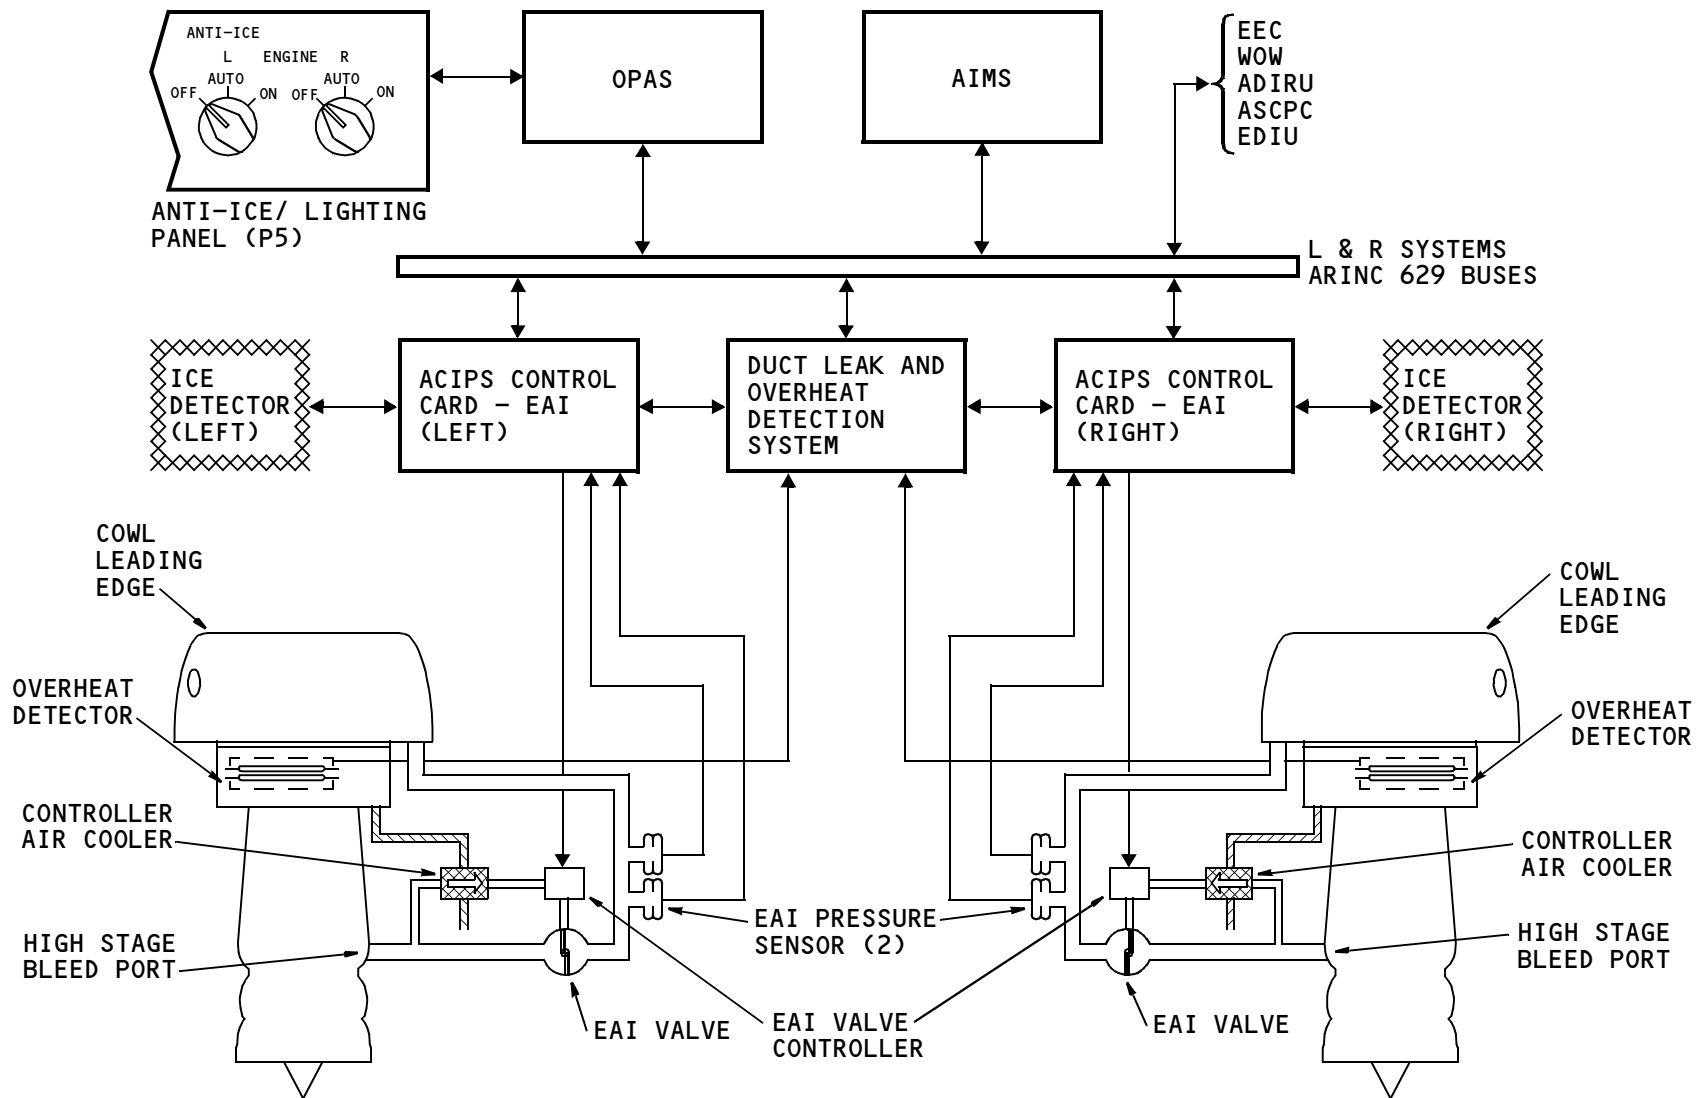 ANTI-ICE
L ENGINE R
AUTO AUTO
OFF ON OFF ON
ANTI-ICE/ LIGHTING
PANEL (P5)
OPAS
AIMS
EEC
WOW
ADIRU
ASCPC
EDIU
L & R SYSTEMS
ARINC 629 BUSES
ICE
DETECTOR
(LEFT)
ACIPS CONTROL
CARD - EAI
(LEFT)
DUCT LEAK AND
OVERHEAT
DETECTION
SYSTEM
ACIPS CONTROL
CARD - EAI
(RIGHT)
ICE
DETECTOR
(RIGHT)
COWL
LEADING
EDGE
COWL
LEADING
EDGE
OVERHEAT
DETECTOR
OVERHEAT
DETECTOR
CONTROLLER
AIR COOLER
CONTROLLER
AIR COOLER
EAI PRESSURE
SENSOR (2)
HIGH STAGE
BLEED PORT
HIGH STAGE
BLEED PORT
EAI VALVE
EAI VALVE
CONTROLLER
EAI VALVE